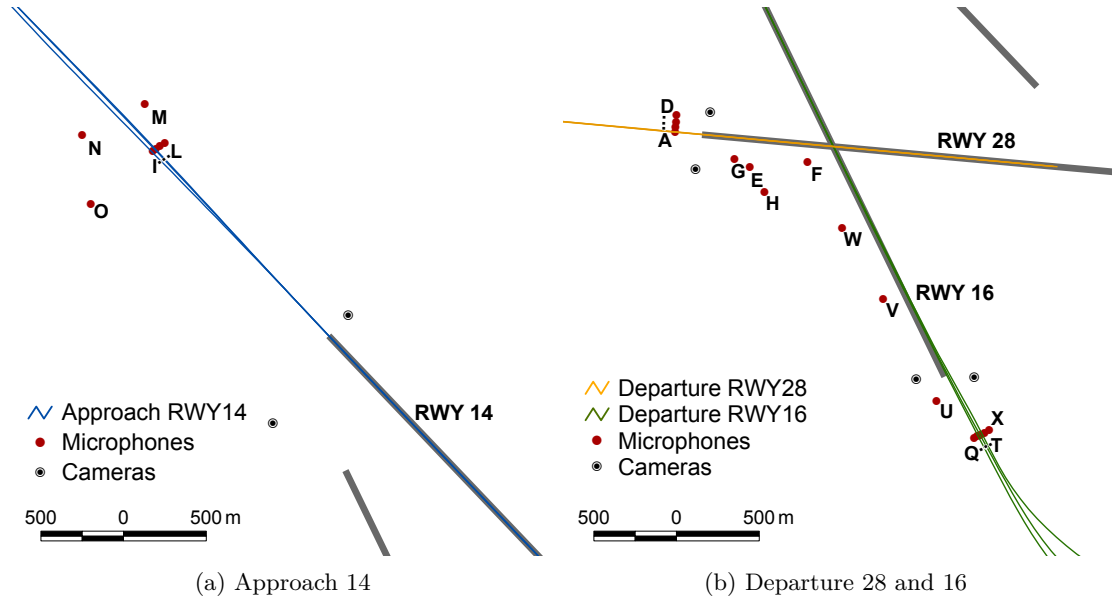 M
N
I
L
O
RWY 14
Approach RWY14
Microphones
Cameras
500 0 500 m
(a) Approach 14
D
A
RWY 28
G
E
F
H
W
RWY 16
V
Departure RWY28
Departure RWY16
U
X
Microphones
Q
T
Cameras
500 0 500 m
(b) Departure 28 and 16